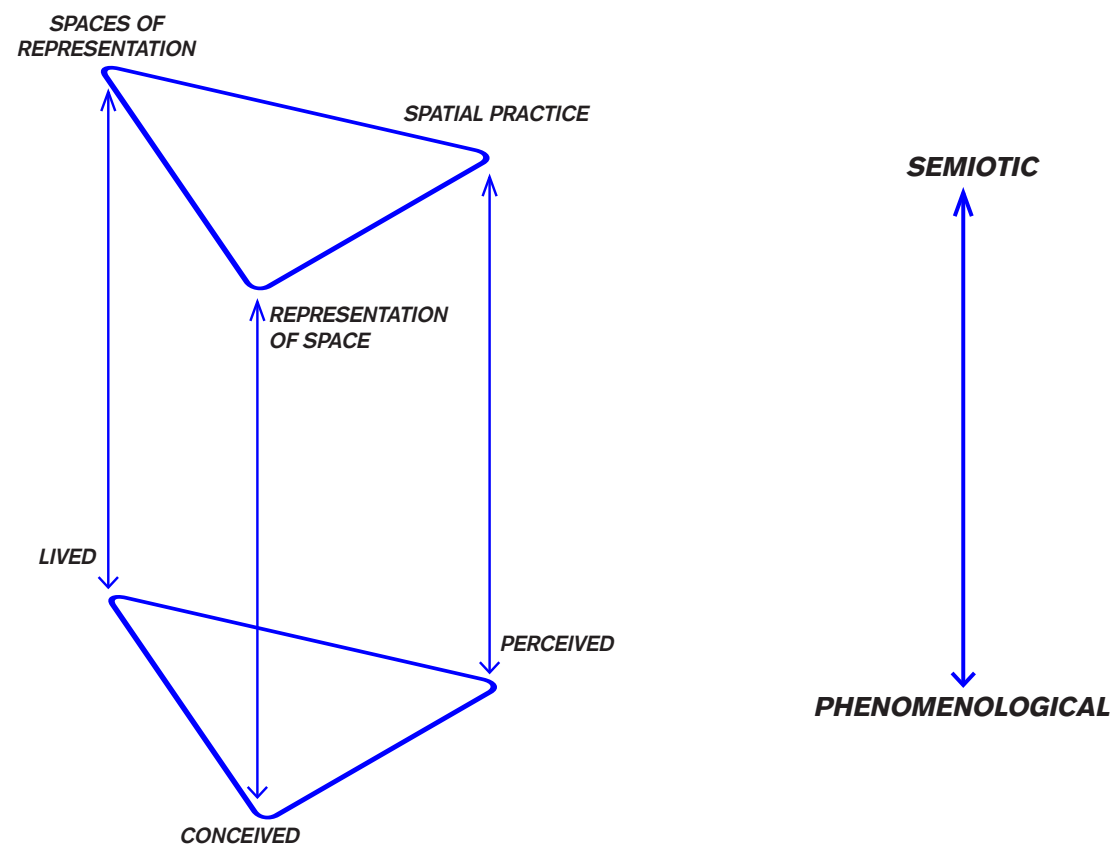 SPACES OF
REPRESENTATION
SPATIAL PRACTICE
REPRESENTATION
OF SPACE
LIVED
PERCEIVED
CONCEIVED
SEMIOTIC
PHENOMENOLOGICAL